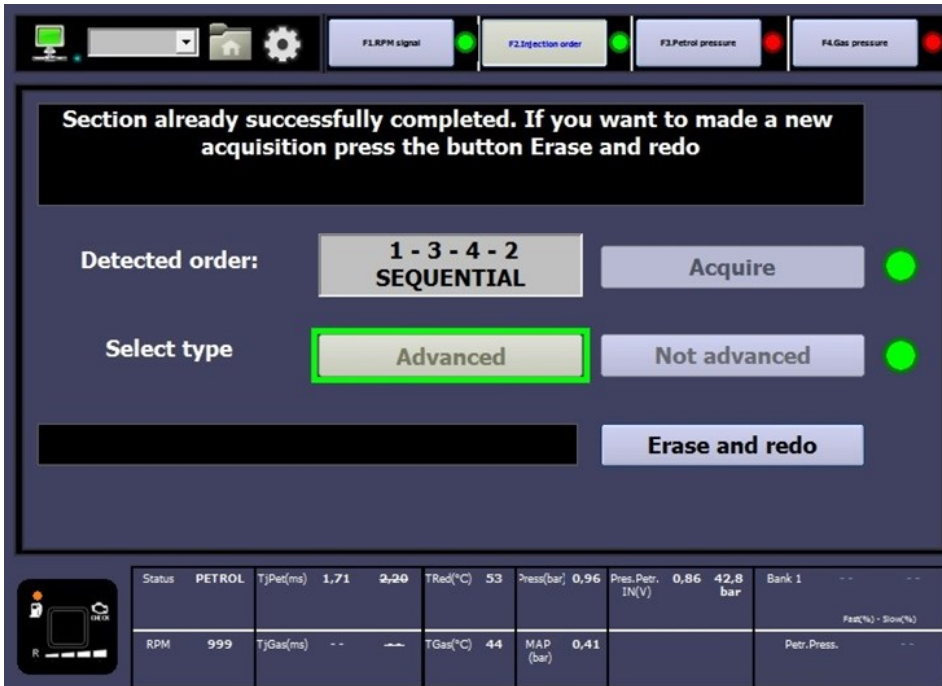 F1.RPM signal
F2.Injection order
F3.Petrol pressure
F4.Gas pressure
Section already successfully completed. If you want to made a new
acquisition press the button Erase and redo
Detected order:
1 - 3 - 4 - 2
SEQUENTIAL
Acquire
Select type
Advanced
Not advanced
Erase and redo
Status PETROL TjPet(ms) 1,71 2,20 TRed(°C) 53 Press(bar) 0,96 Pres.Petr. 0,86 42,8 Bank 1 -- --
IN(V) bar
Fast(%) - Slow(%)
RPM 999 TjGas(ms) -- -- TGas(°C) 44 MAP 0,41 Petr.Press. --
(bar)
CHECK
R